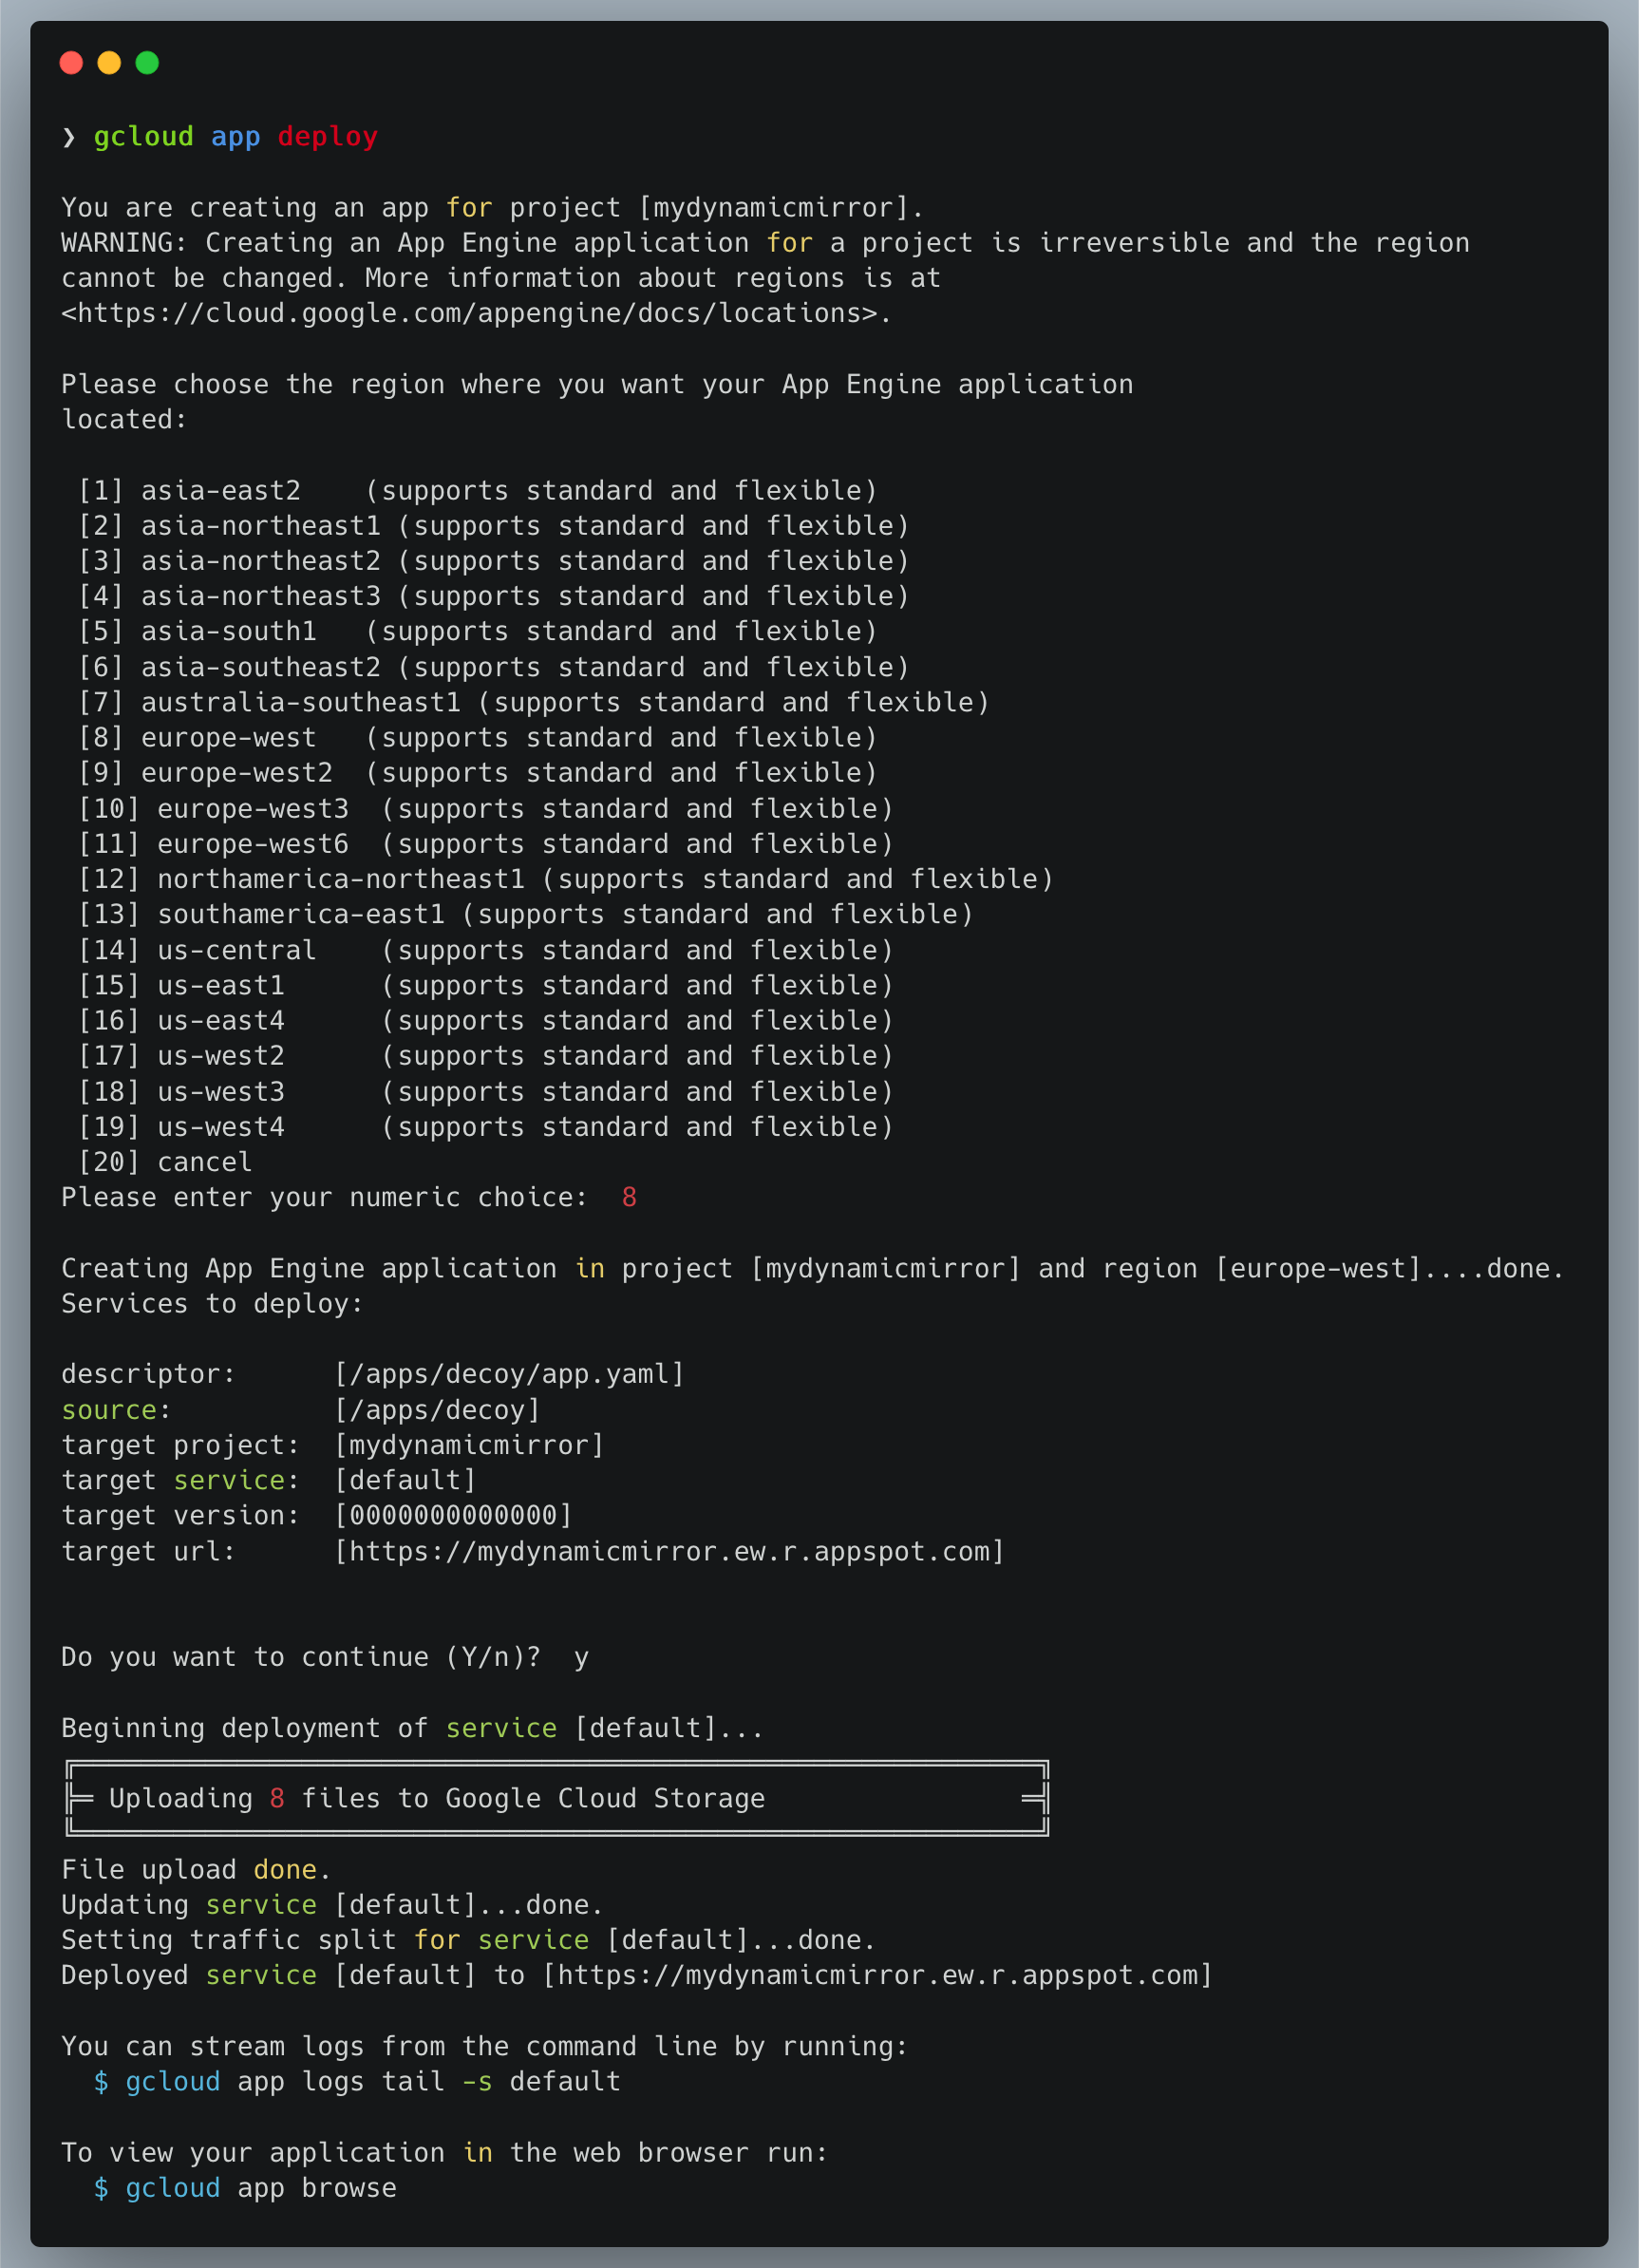 ❯ gcloud app deploy
You are creating an app for project [mydynamicmirror].
WARNING: Creating an App Engine application for a project is irreversible and the region
cannot be changed. More information about regions is at
<https://cloud.google.com/appengine/docs/locations>.
Please choose the region where you want your App Engine application
located:
[1] asia-east2    (supports standard and flexible)
[2] asia-northeast1 (supports standard and flexible)
[3] asia-northeast2 (supports standard and flexible)
[4] asia-northeast3 (supports standard and flexible)
[5] asia-south1   (supports standard and flexible)
[6] asia-southeast2 (supports standard and flexible)
[7] australia-southeast1 (supports standard and flexible)
[8] europe-west   (supports standard and flexible)
[9] europe-west2  (supports standard and flexible)
[10] europe-west3  (supports standard and flexible)
[11] europe-west6  (supports standard and flexible)
[12] northamerica-northeast1 (supports standard and flexible)
[13] southamerica-east1 (supports standard and flexible)
[14] us-central    (supports standard and flexible)
[15] us-east1      (supports standard and flexible)
[16] us-east4      (supports standard and flexible)
[17] us-west2      (supports standard and flexible)
[18] us-west3      (supports standard and flexible)
[19] us-west4      (supports standard and flexible)
[20] cancel
Please enter your numeric choice:  8
Creating App Engine application in project [mydynamicmirror] and region [europe-west]....done.
Services to deploy:
descriptor:      [/apps/decoy/app.yaml]
source:          [/apps/decoy]
target project:  [mydynamicmirror]
target service:  [default]
target version:  [0000000000000]
target url:      [https://mydynamicmirror.ew.r.appspot.com]
Do you want to continue (Y/n)?  y
Beginning deployment of service [default]...
Uploading 8 files to Google Cloud Storage
File upload done.
Updating service [default]...done.
Setting traffic split for service [default]...done.
Deployed service [default] to [https://mydynamicmirror.ew.r.appspot.com]
You can stream logs from the command line by running:
$ gcloud app logs tail -s default
To view your application in the web browser run:
$ gcloud app browse